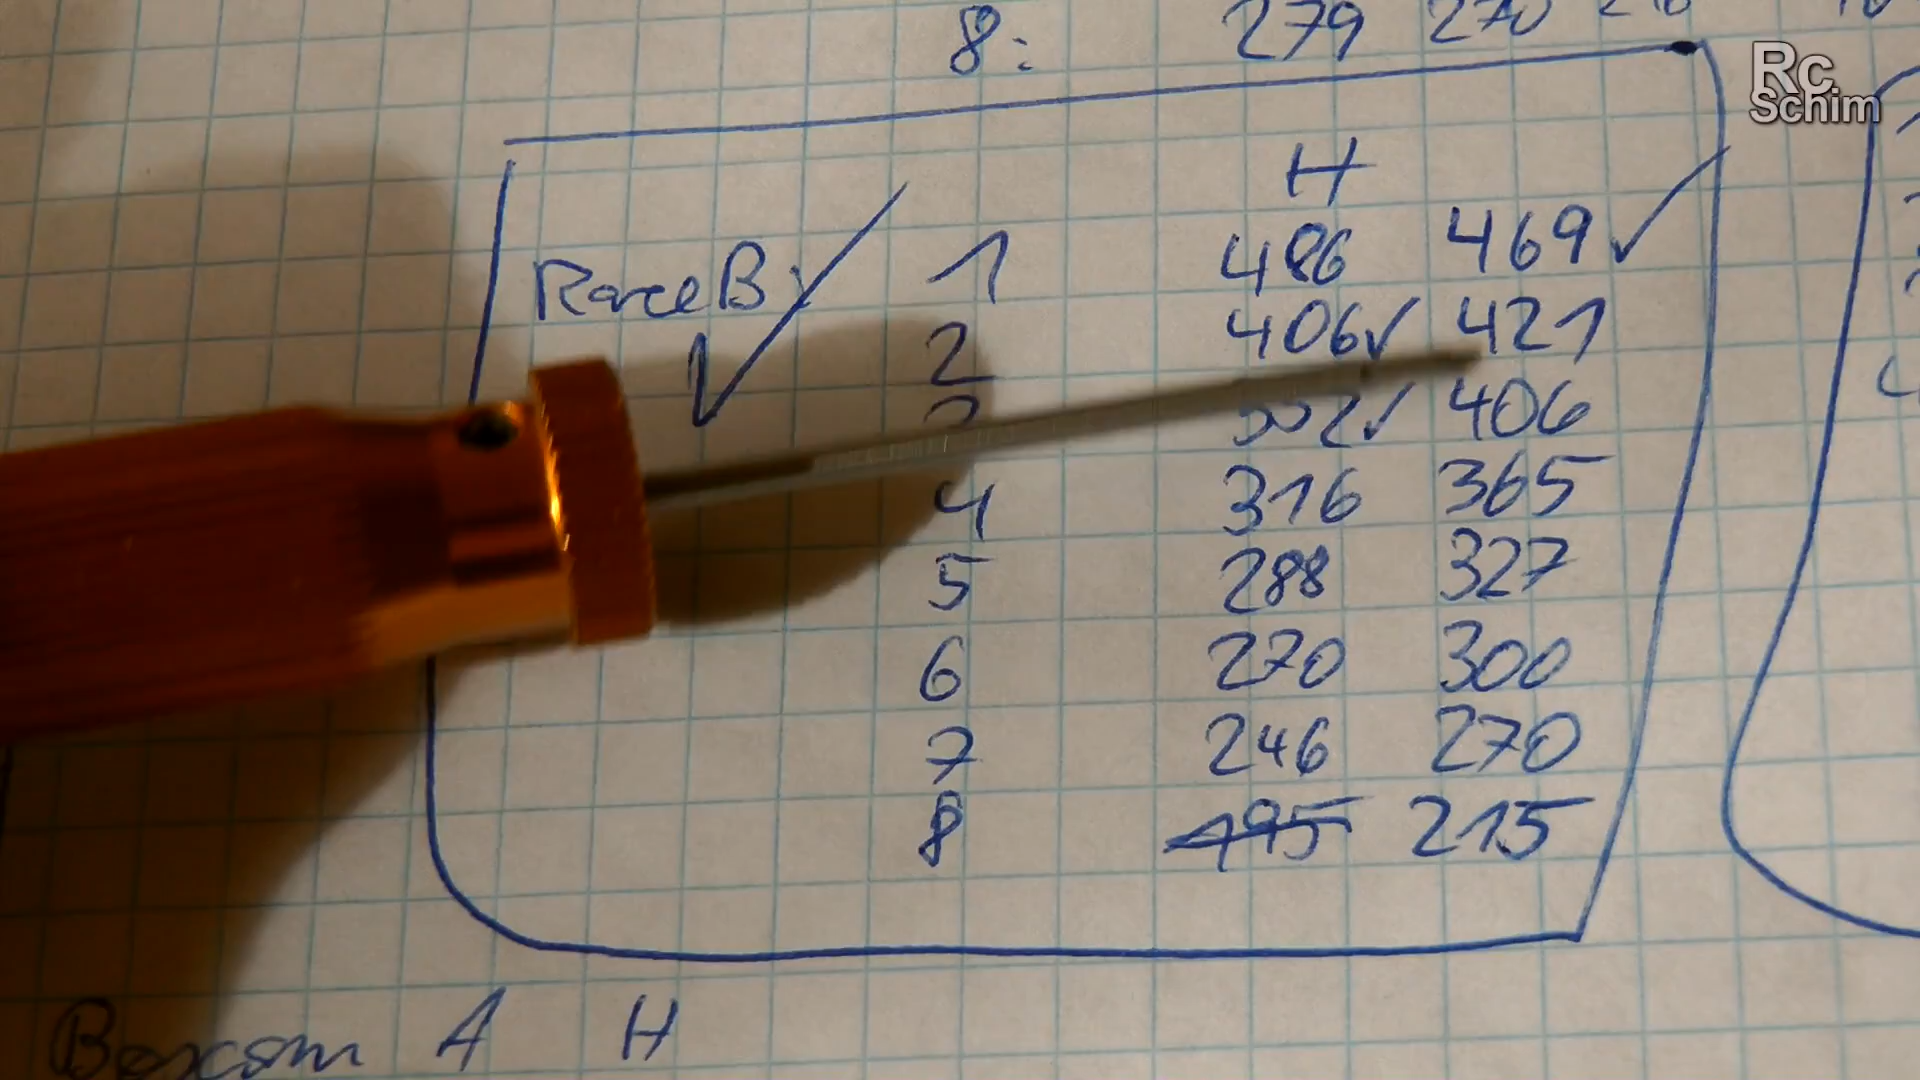 8: 279 270
Rc
Schim
H
RaceB 1 486 469 ✓
2 406 ✓ 421
✓ 406
4 316 365
5 288 327
6 270 300
7 246 270
8 195 215
A H